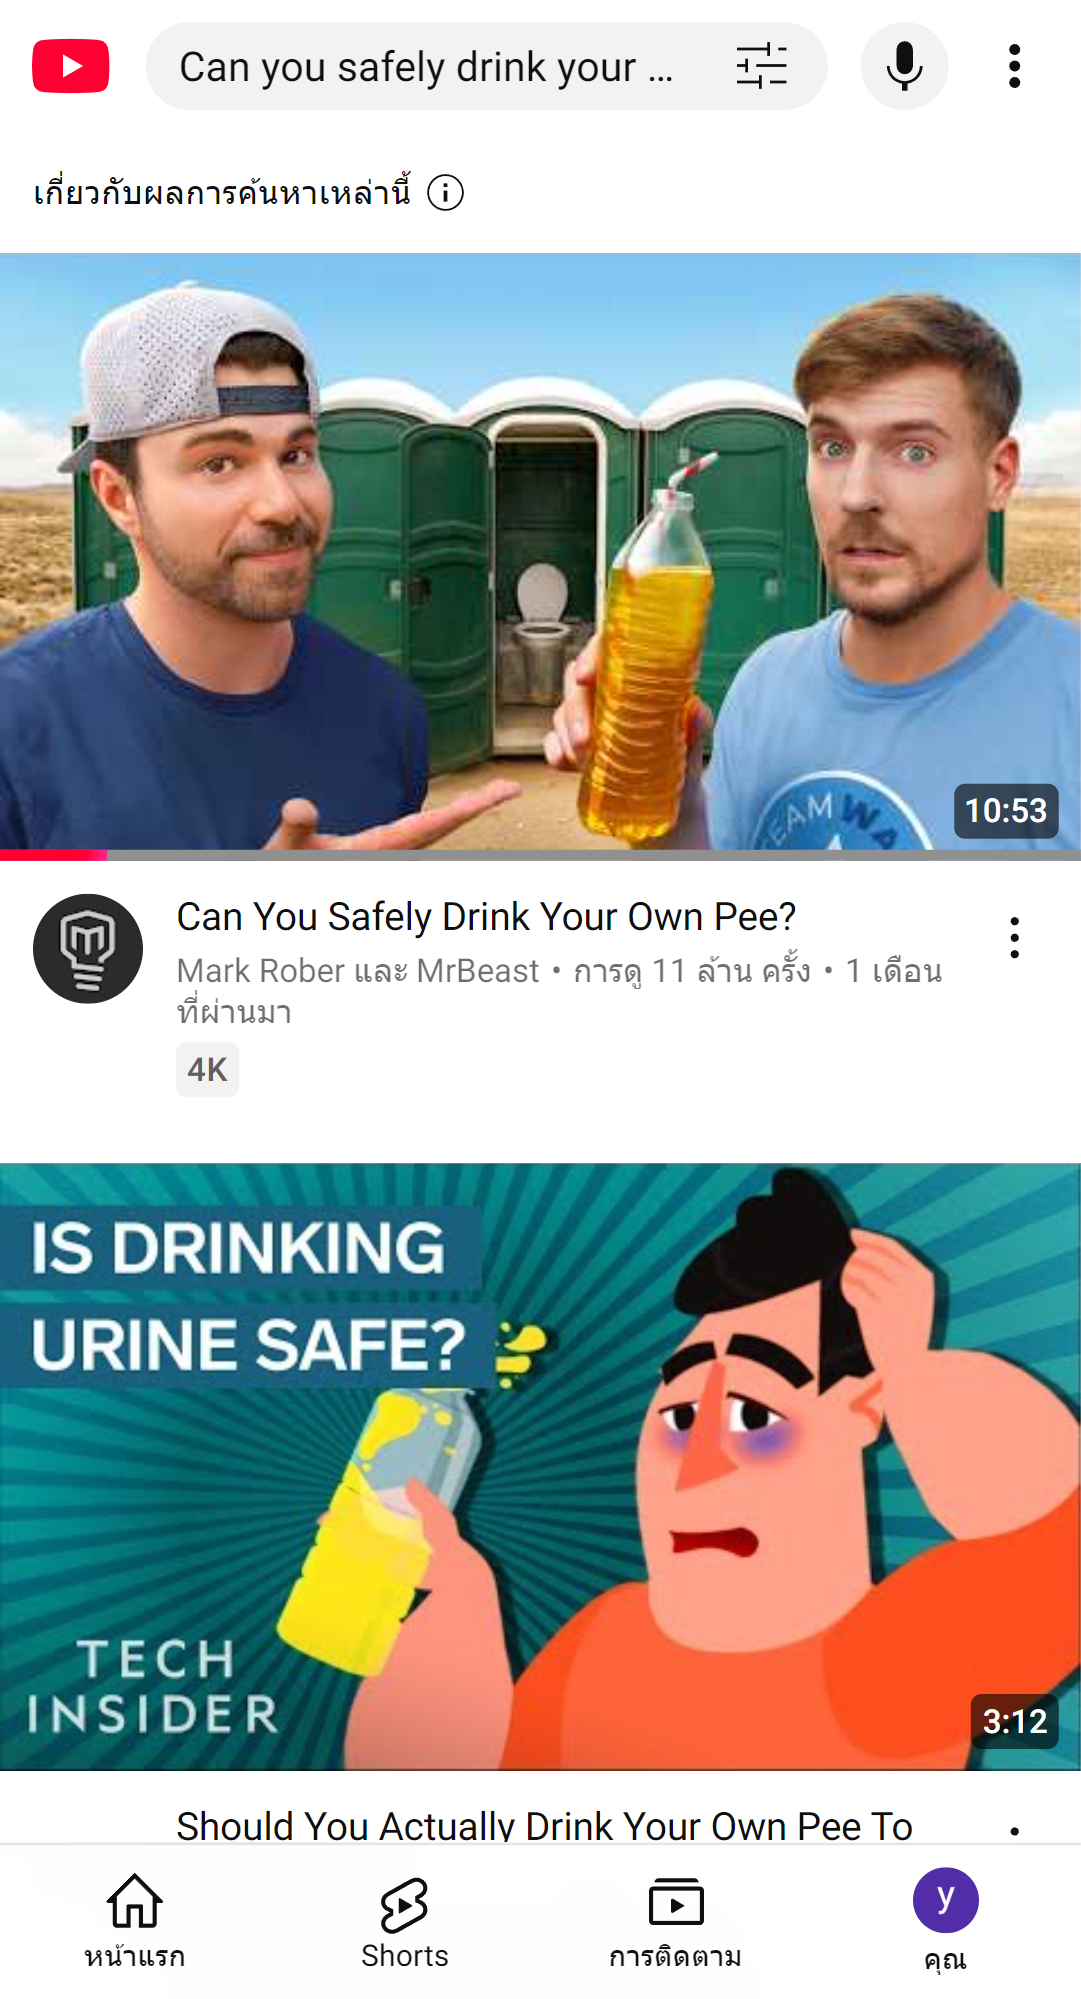 Can you safely drink your ...
เกี่ยวกับผลการค้นหาเหล่านี้
EAM WA
10:53
Can You Safely Drink Your Own Pee?
Mark Rober และ MrBeast • การดู 11 ล้าน ครั้ง • 1 เดือน
ที่ผ่านมา
4K
IS DRINKING
URINE SAFE?
TECH
INSIDER
3:12
Should You Actually Drink Your Own Pee To
หน้าแรก
Shorts
การติดตาม
y
คุณ